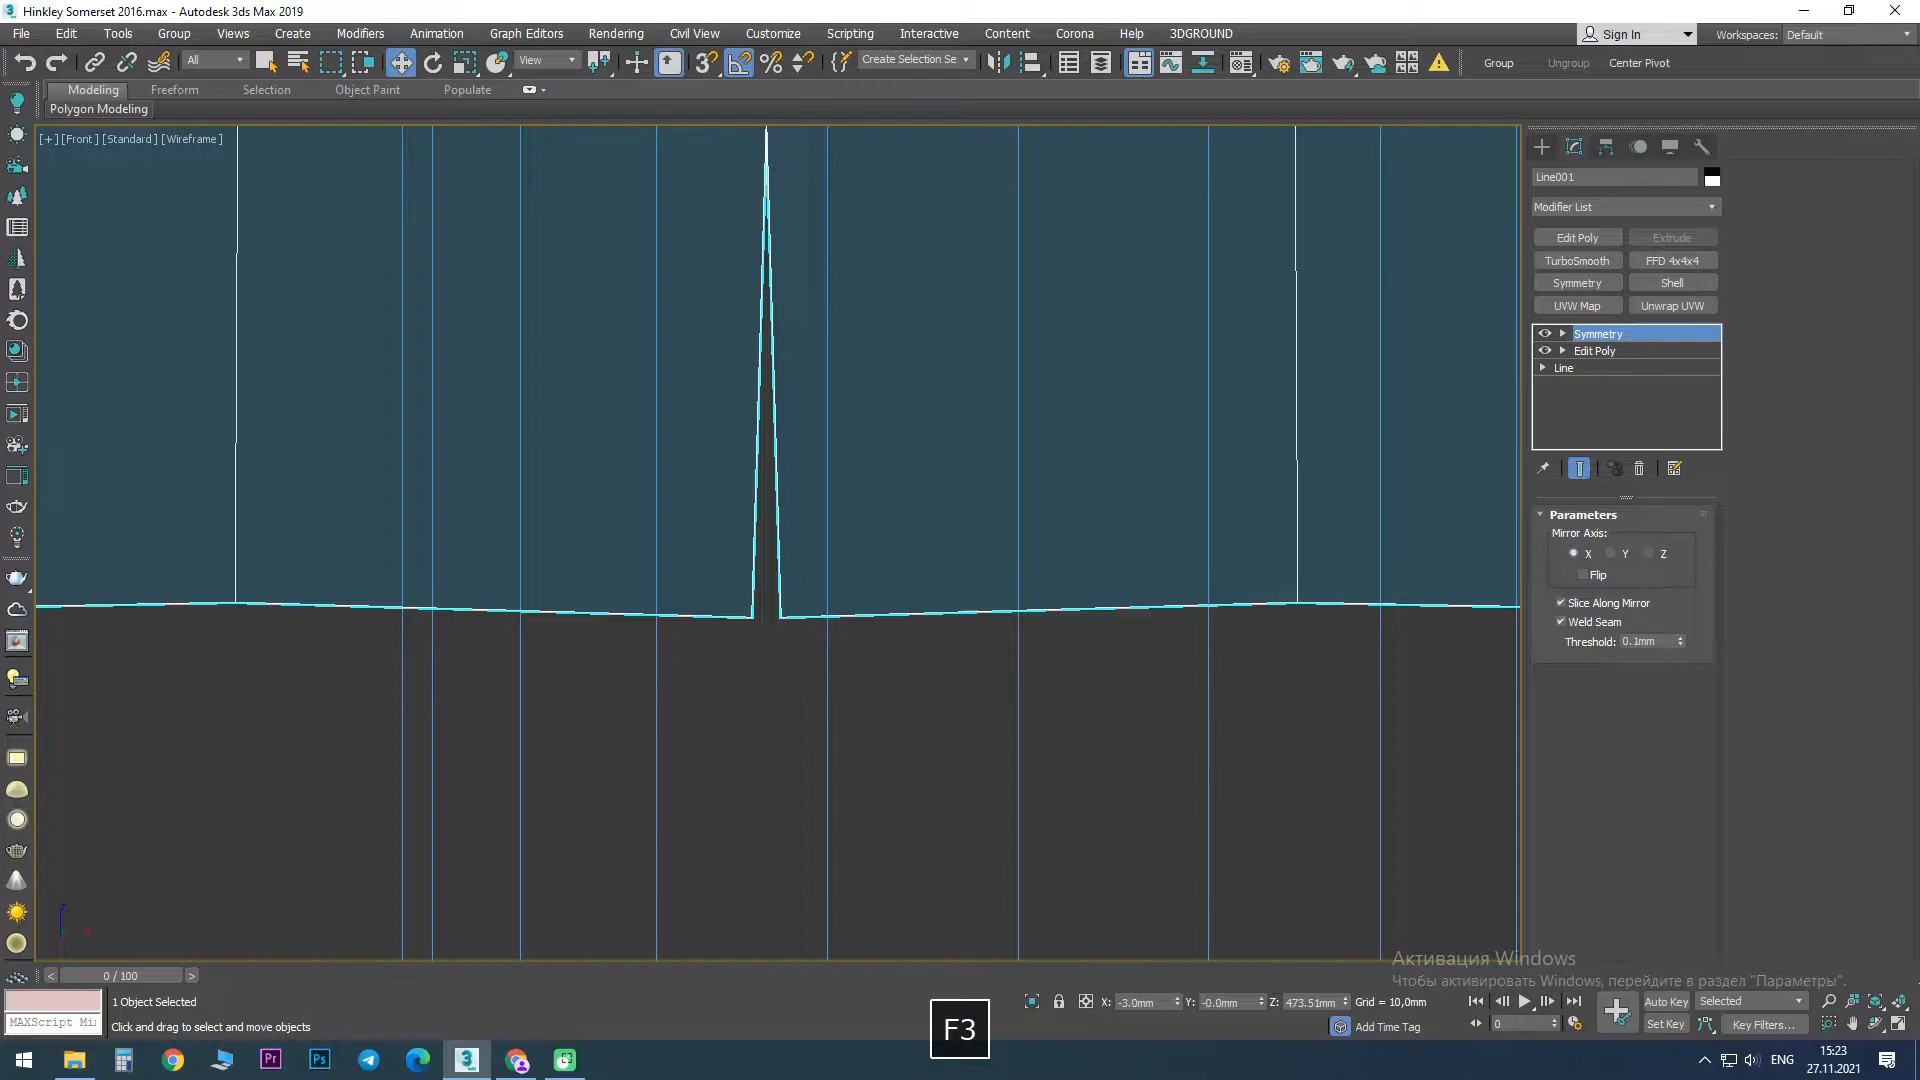 Hinkley Somerset 2016.max - Autodesk 3ds Max 2019
File Edit Tools Group Views Create Modifiers Animation Graph Editors Rendering Civil View Customize Scripting Interactive Content Corona Help 3DGROUND
Sign In
Workspaces: Default
All
View
Create Selection Se
Group Ungroup Center Pivot
Modeling Freeform Selection Object Paint Populate
Polygon Modeling
[+] [Front] [Standard] [Wireframe]
Line001
Modifier List
Edit Poly Extrude
TurboSmooth FFD 4x4x4
Symmetry Shell
UVW Map Unwrap UVW
Symmetry
Edit Poly
Line
Parameters
Mirror Axis:
X Y Z
Flip
Slice Along Mirror
Weld Seam
Threshold: 0.1mm
Активация Windows
Чтобы активировать Windows, перейдите в раздел "Параметры".
< 0 / 100 >
1 Object Selected
MAXScript Mi
Click and drag to select and move objects
F3
X: -3.0mm Y: -0.0mm Z: 473.51mm Grid = 10,0mm
Add Time Tag
0
Auto Key Selected
Set Key Key Filters...
Pr
Ps
3
MAX
ENG
15:23
27.11.2021